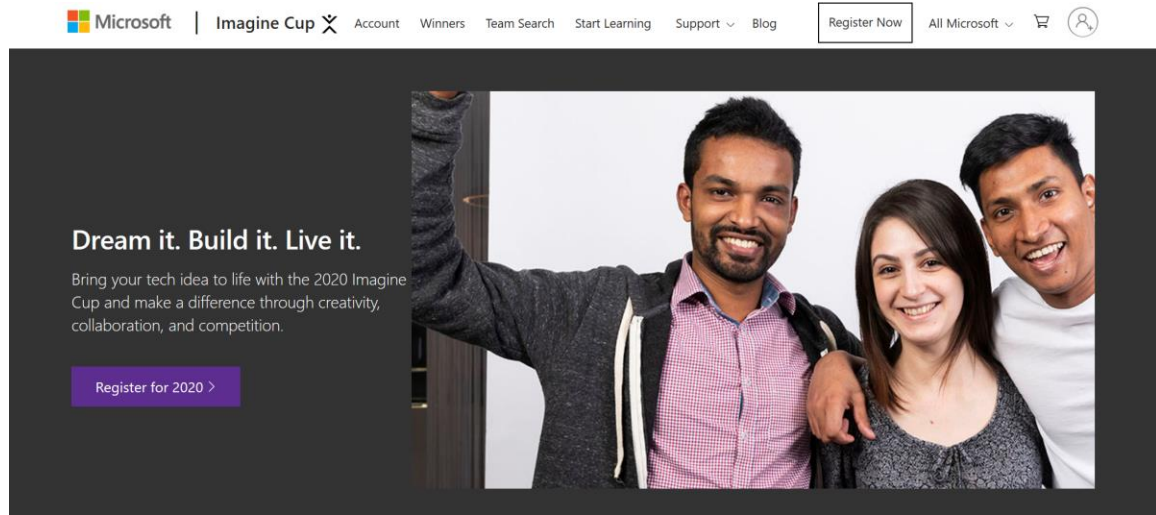 Microsoft | Imagine Cup Account Winners Team Search Start Learning Support Blog Register Now All Microsoft
Dream it. Build it. Live it.
Bring your tech idea to life with the 2020 Imagine
Cup and make a difference through creativity,
collaboration, and competition.
Register for 2020 >